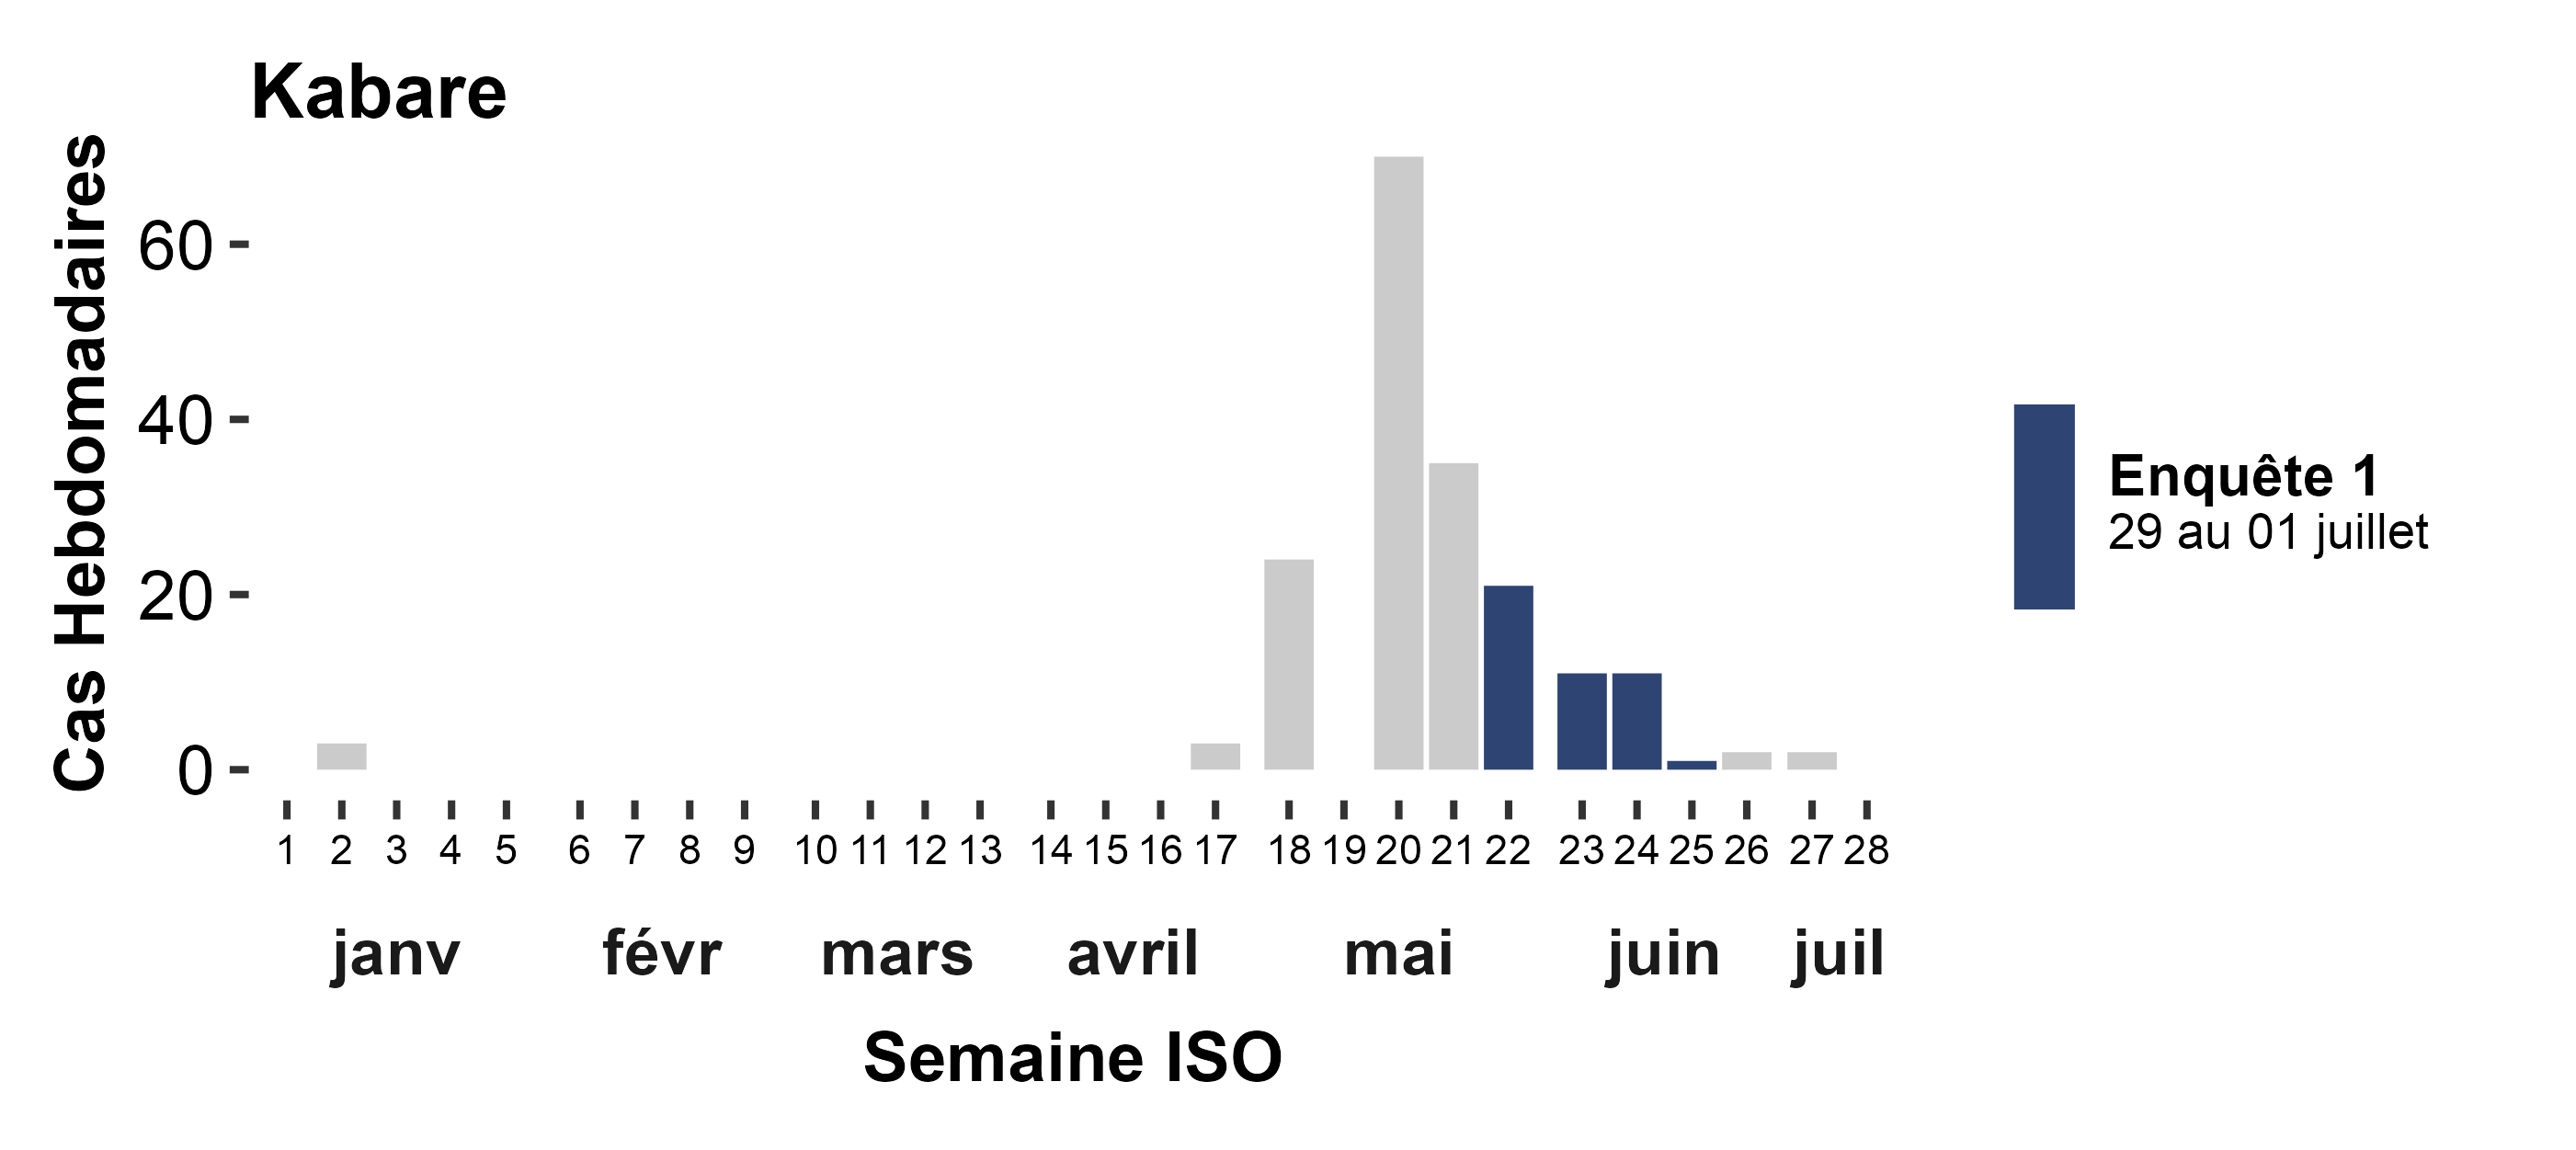 Kabare
Cas Hebdomadaires
60
40
20
0
1 2 3 4 5 6 7 8 9 10 11 12 13 14 15 16 17 18 19 20 21 22 23 24 25 26 27 28
janv févr mars avril mai juin juil
Semaine ISO
Enquête 1
29 au 01 juillet